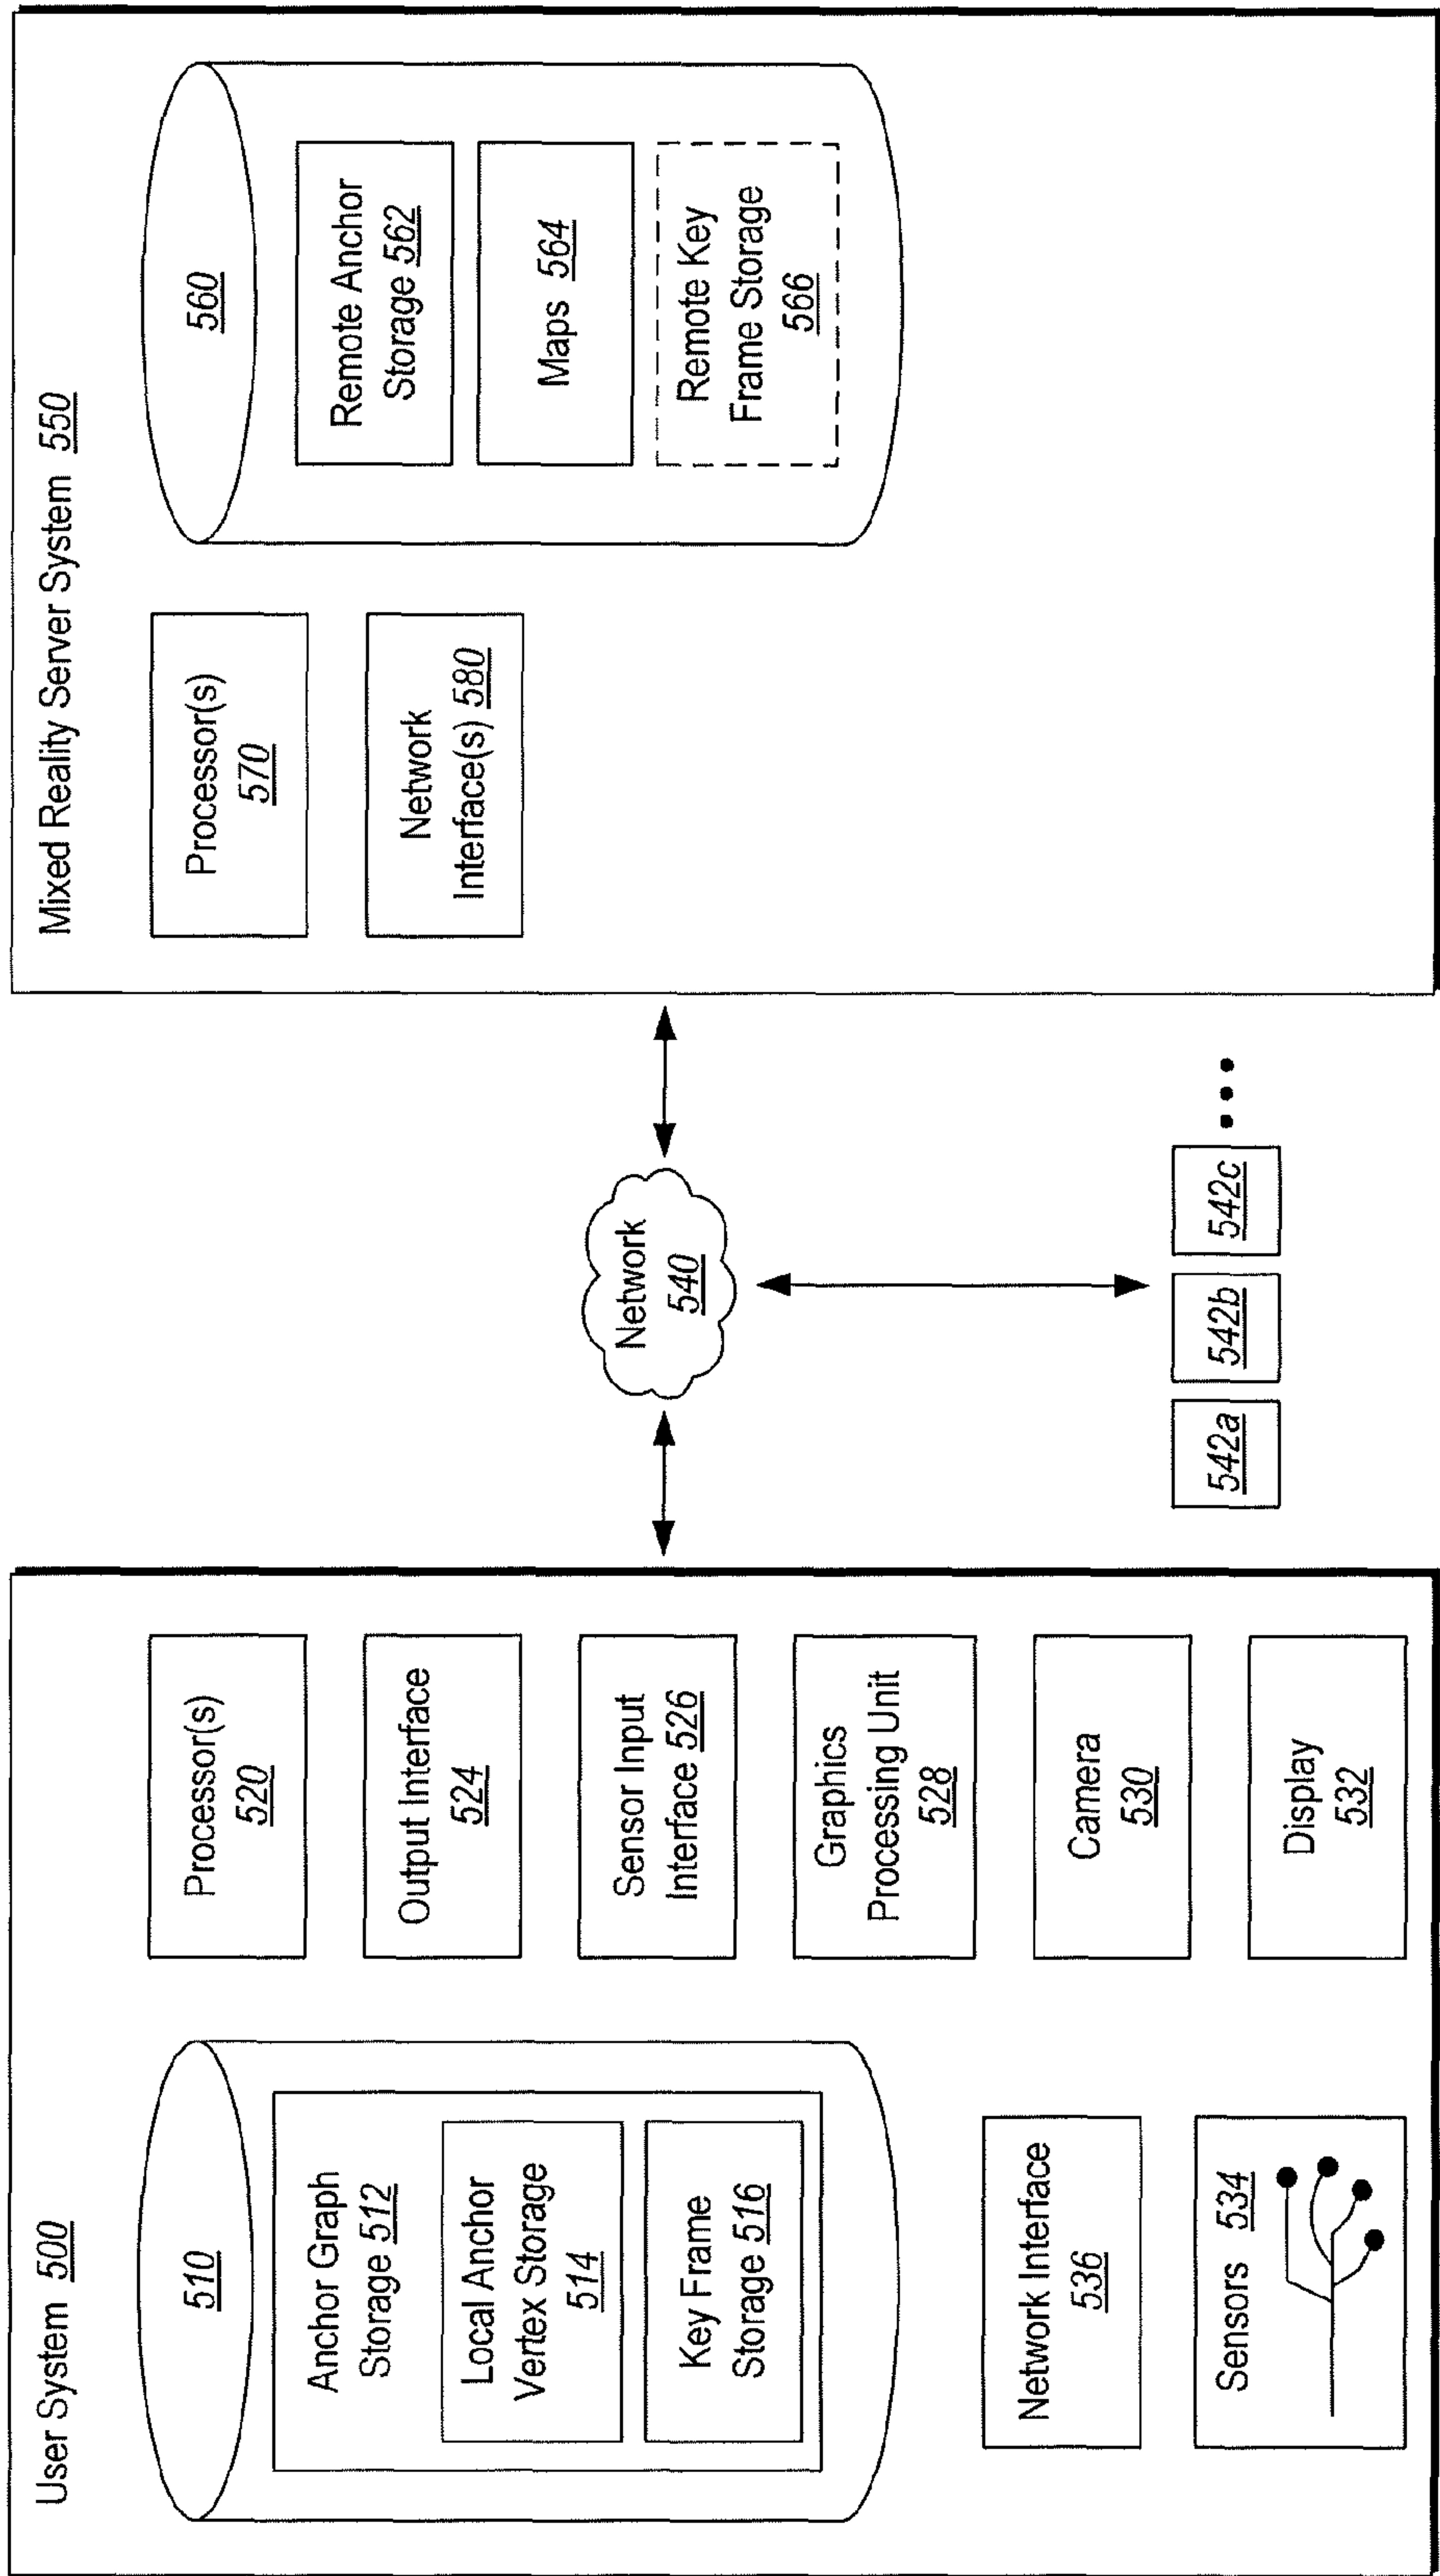 User System 500
510
Anchor Graph
Storage 512
Local Anchor
Vertex Storage
514
Key Frame
Storage 516
Network Interface
536
Sensors 534
Processor(s)
520
Output Interface
524
Sensor Input
Interface 526
Graphics
Processing Unit
528
Camera
530
Display
532
Network
540
542a
542b
542c
Mixed Reality Server System 550
Processor(s)
570
Network
Interface(s) 580
560
Remote Anchor
Storage 562
Maps 564
Remote Key
Frame Storage
566